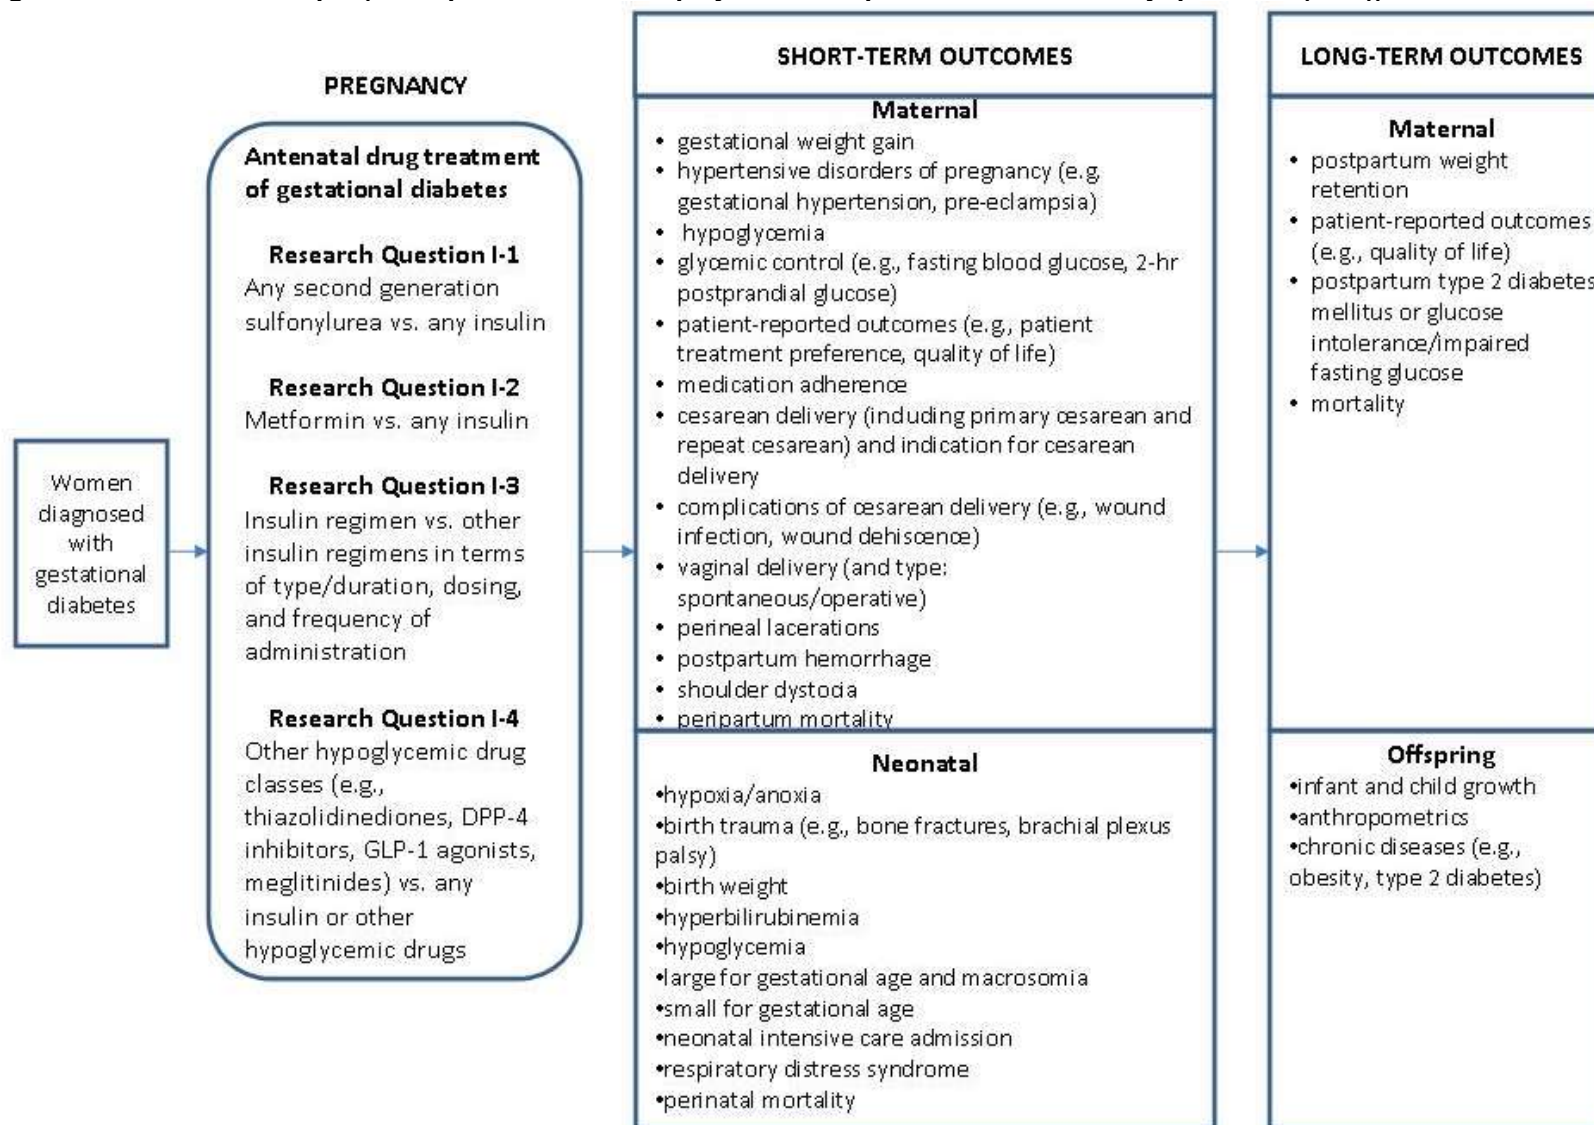 Women
diagnosed
with
gestational
diabetes
PREGNANCY
Antenatal drug treatment
of gestational diabetes
Research Question I-1
Any second generation
sulfonylurea vs. any insulin
Research Question I-2
Metformin vs. any insulin
Research Question I-3
Insulin regimen vs. other
insulin regimens in terms
of type/duration, dosing,
and frequency of
administration
Research Question I-4
Other hypoglycemic drug
classes (e.g.,
thiazolidinediones, DPP-4
inhibitors, GLP-1 agonists,
meglitinides) vs. any
insulin or other
hypoglycemic drugs
SHORT-TERM OUTCOMES
Maternal
• gestational weight gain
• hypertensive disorders of pregnancy (e.g.
gestational hypertension, pre-eclampsia)
• hypoglycemia
• glycemic control (e.g., fasting blood glucose, 2-hr
postprandial glucose)
• patient-reported outcomes (e.g., patient
treatment preference, quality of life)
• medication adherence
• cesarean delivery (including primary cesarean and
repeat cesarean) and indication for cesarean
delivery
• complications of cesarean delivery (e.g., wound
infection, wound dehiscence)
• vaginal delivery (and type:
spontaneous/operative)
• perineal lacerations
• postpartum hemorrhage
• shoulder dystocia
• peripartum mortality
Neonatal
•hypoxia/anoxia
•birth trauma (e.g., bone fractures, brachial plexus
palsy)
•birth weight
•hyperbilirubinemia
•hypoglycemia
•large for gestational age and macrosomia
•small for gestational age
•neonatal intensive care admission
•respiratory distress syndrome
•perinatal mortality
LONG-TERM OUTCOMES
Maternal
• postpartum weight
retention
• patient-reported outcomes
(e.g., quality of life)
• postpartum type 2 diabetes
mellitus or glucose
intolerance/impaired
fasting glucose
• mortality
Offspring
•infant and child growth
•anthropometrics
•chronic diseases (e.g.,
obesity, type 2 diabetes)